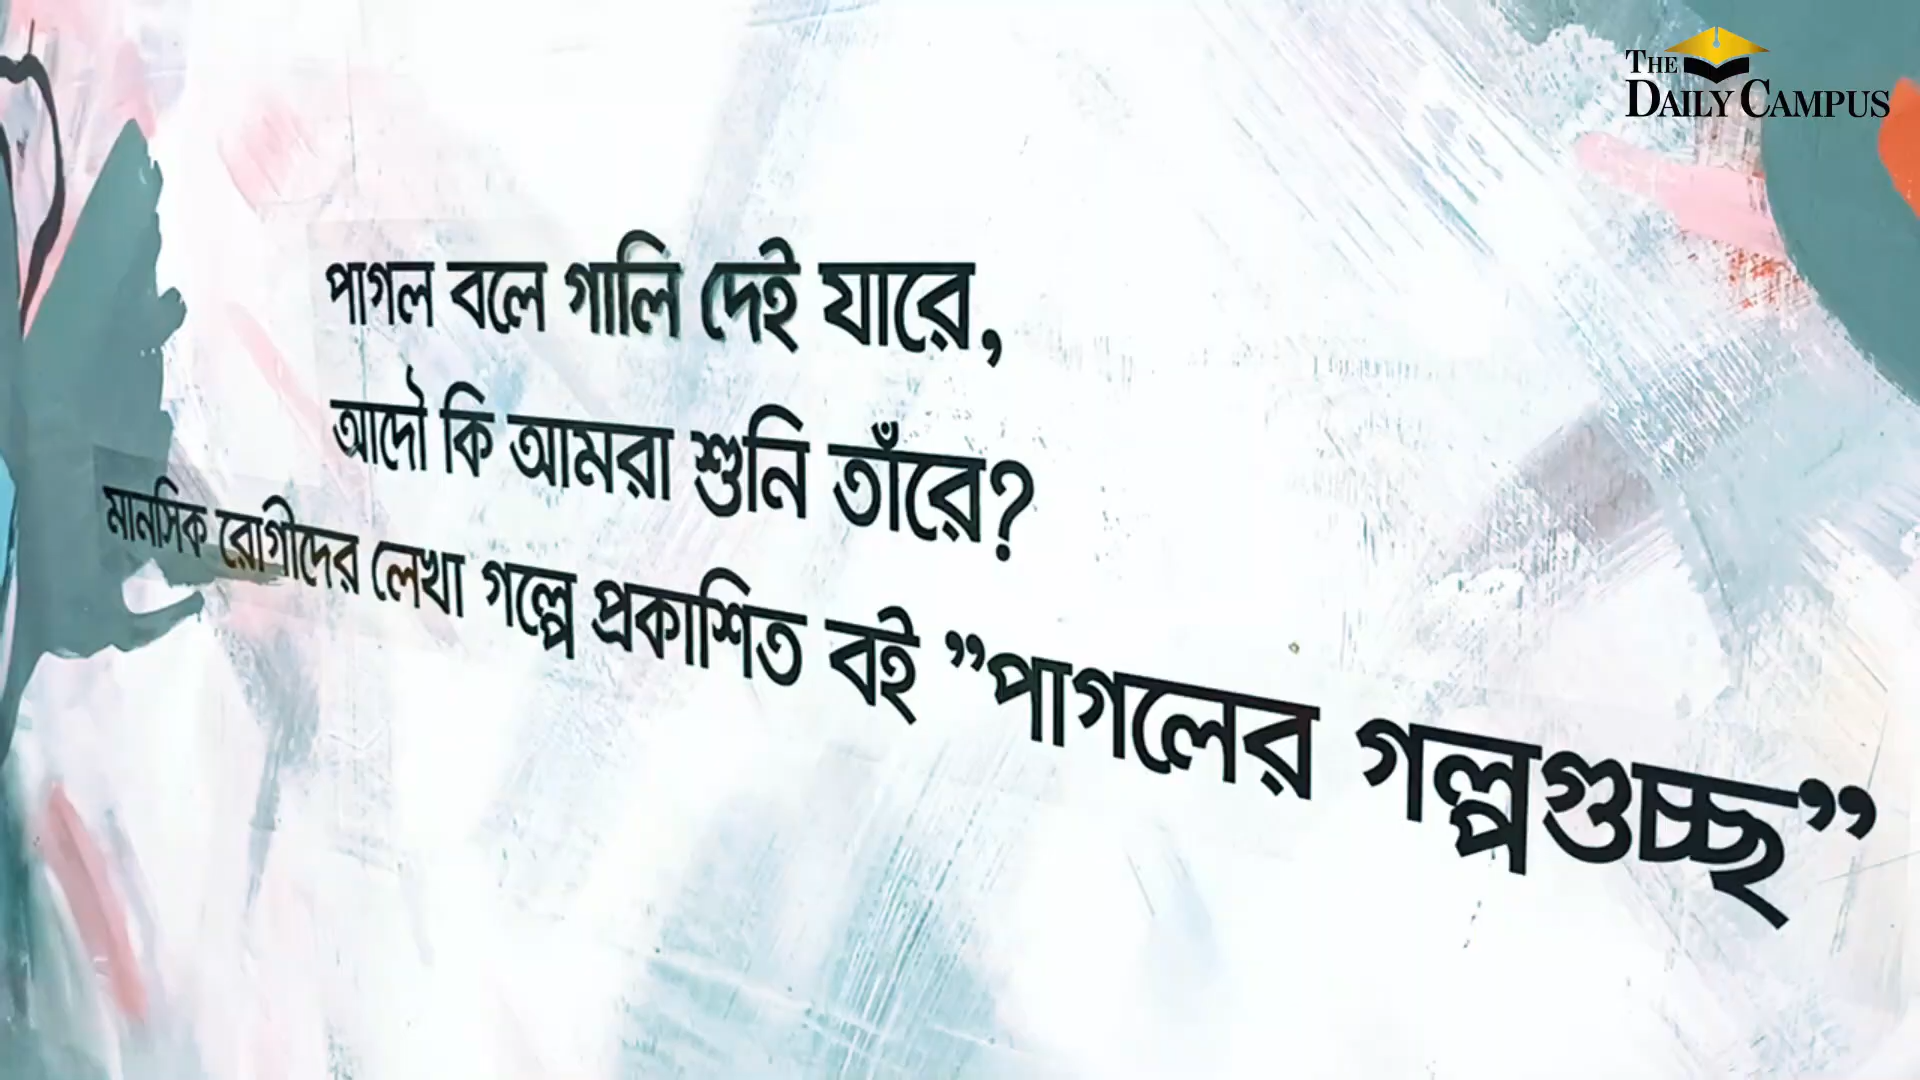 THE
DAILY CAMPUS
পাগল বলে গালি দেই যারে,
আদৌ কি আমরা শুনি তাঁরে?
মানসিক রোগীদের লেখা গল্পে প্রকাশিত বই ”পাগলের গল্পগুচ্ছ”